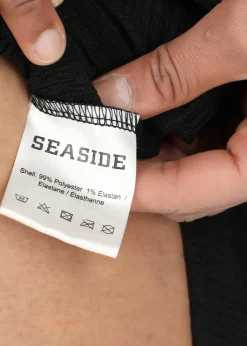 SEASIDE
Shell: 99% Polyester 1% Elastan /
Elastane / Elasthanne